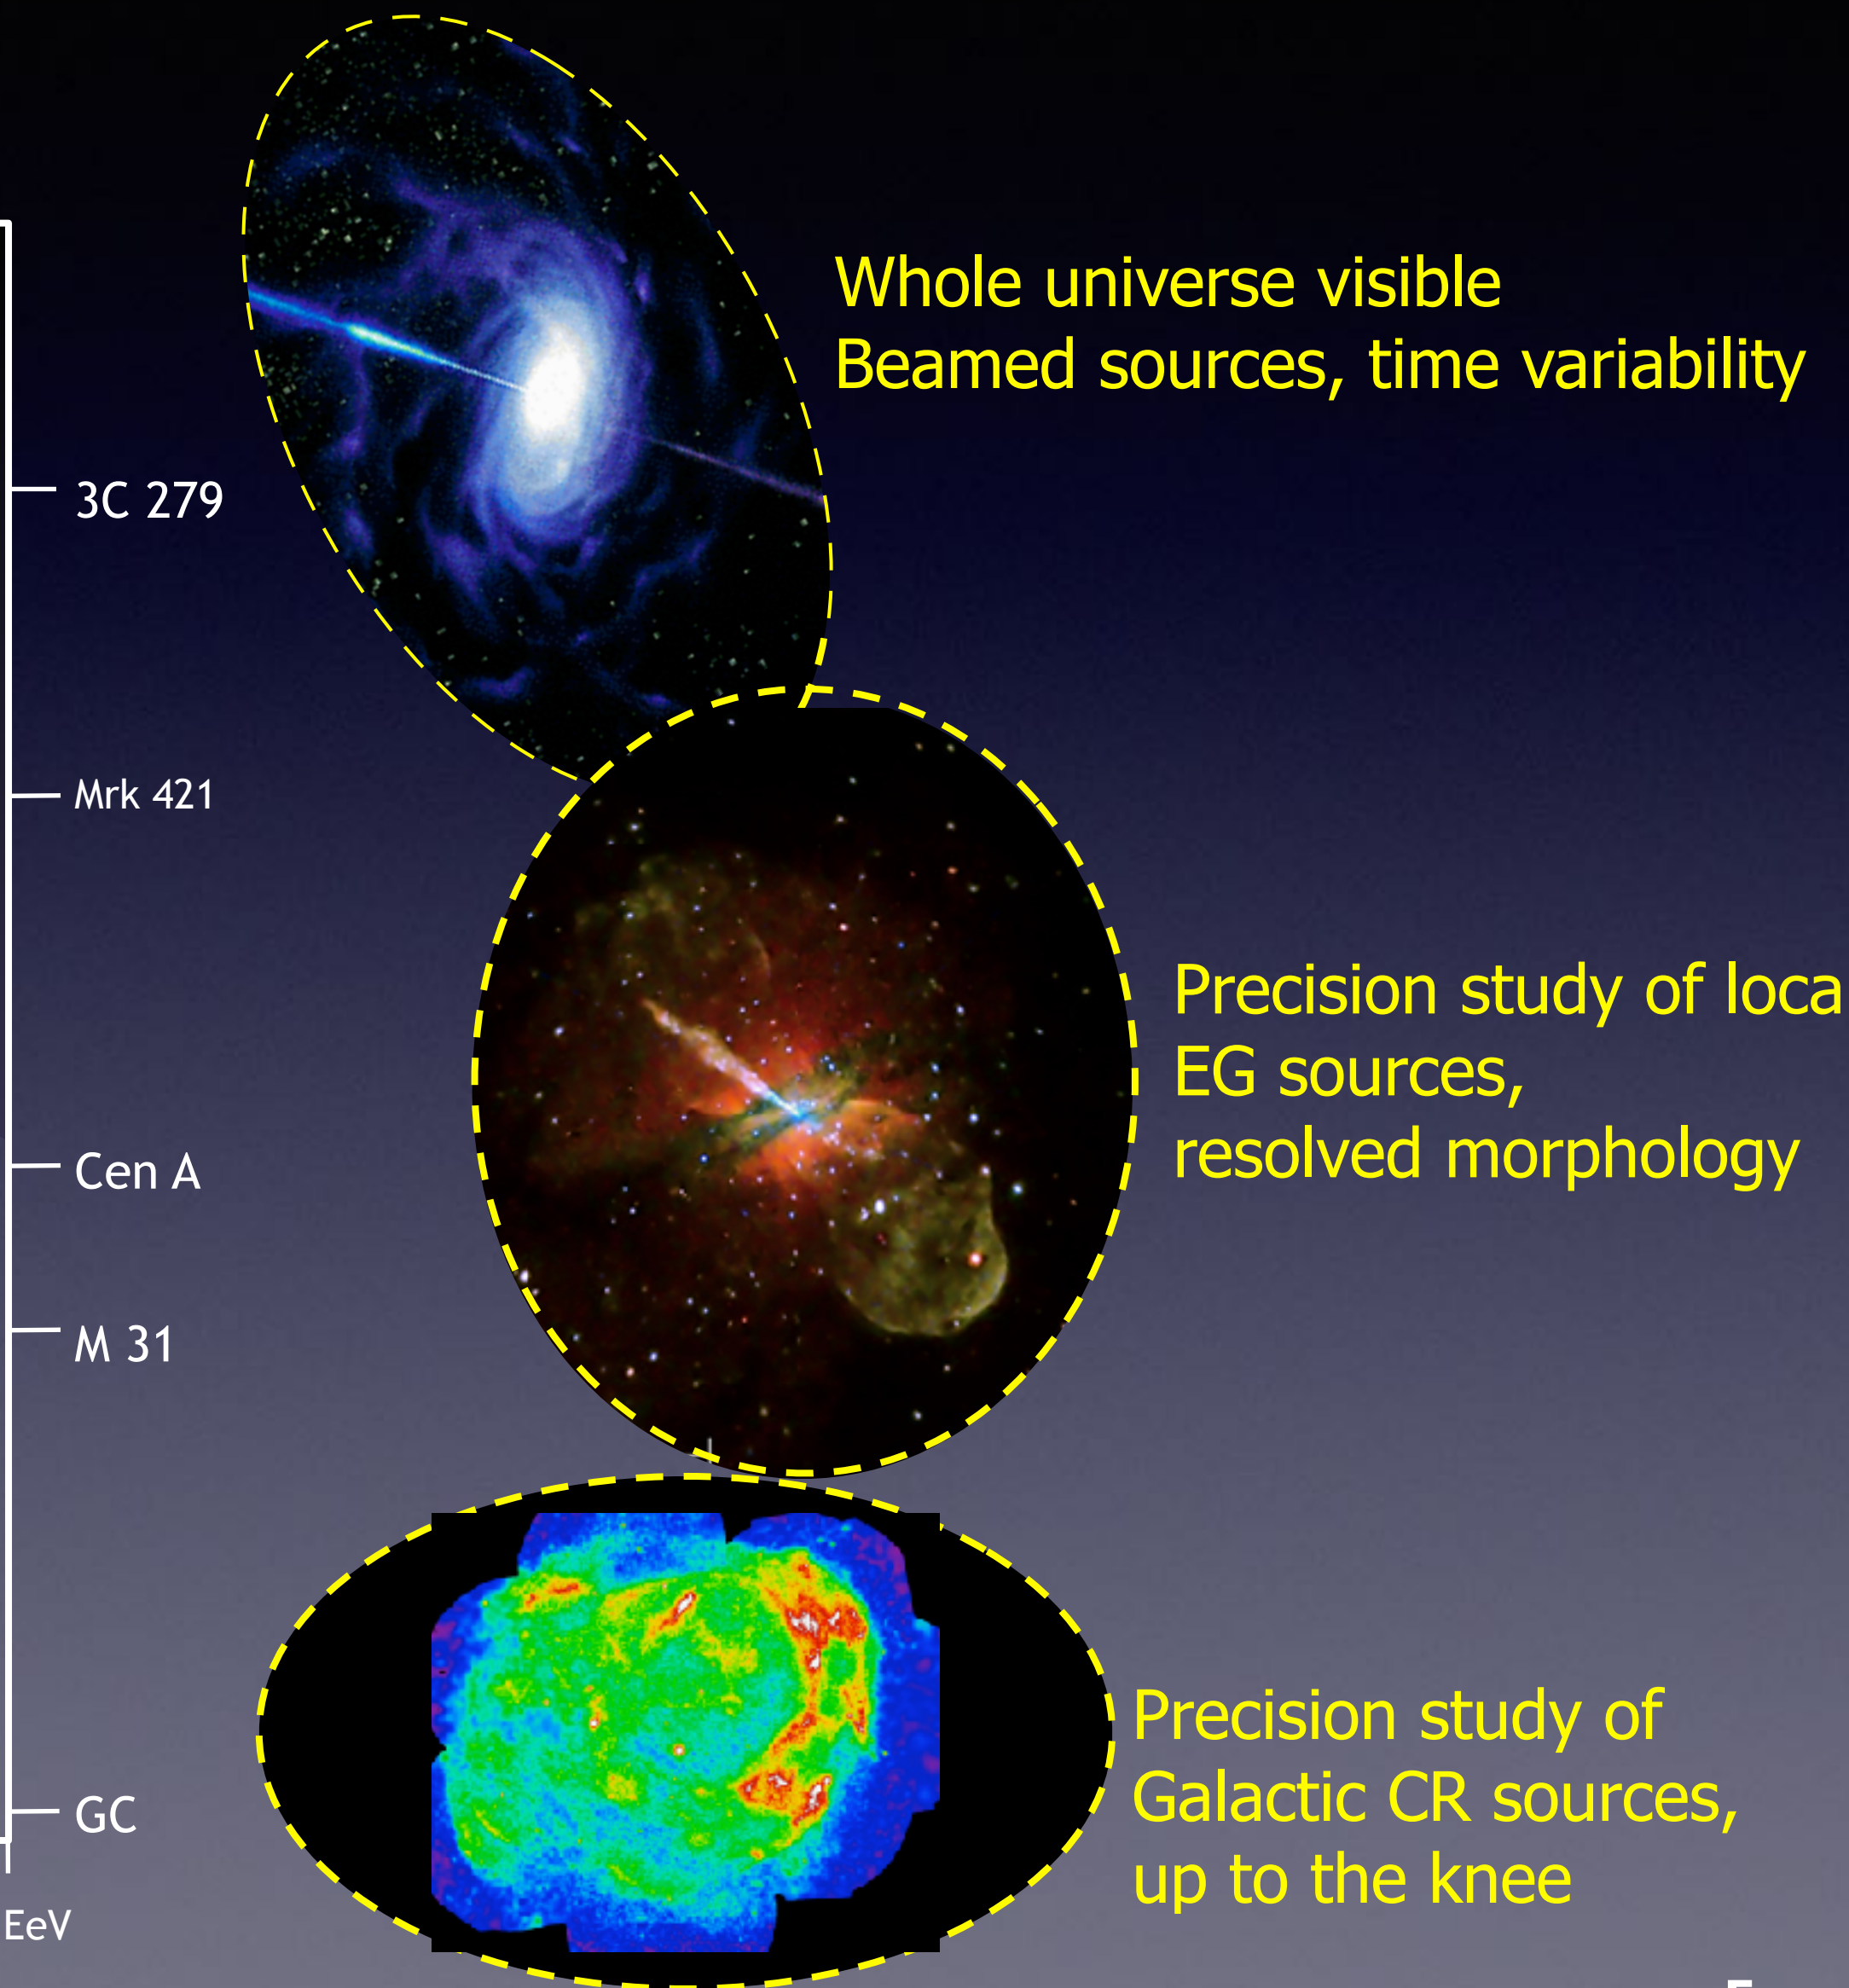 Whole universe visible
Beamed sources, time variability
3C 279
Mrk 421
Precision study of loca
EG sources,
resolved morphology
Cen A
M 31
Precision study of
Galactic CR sources,
up to the knee
GC
EeV